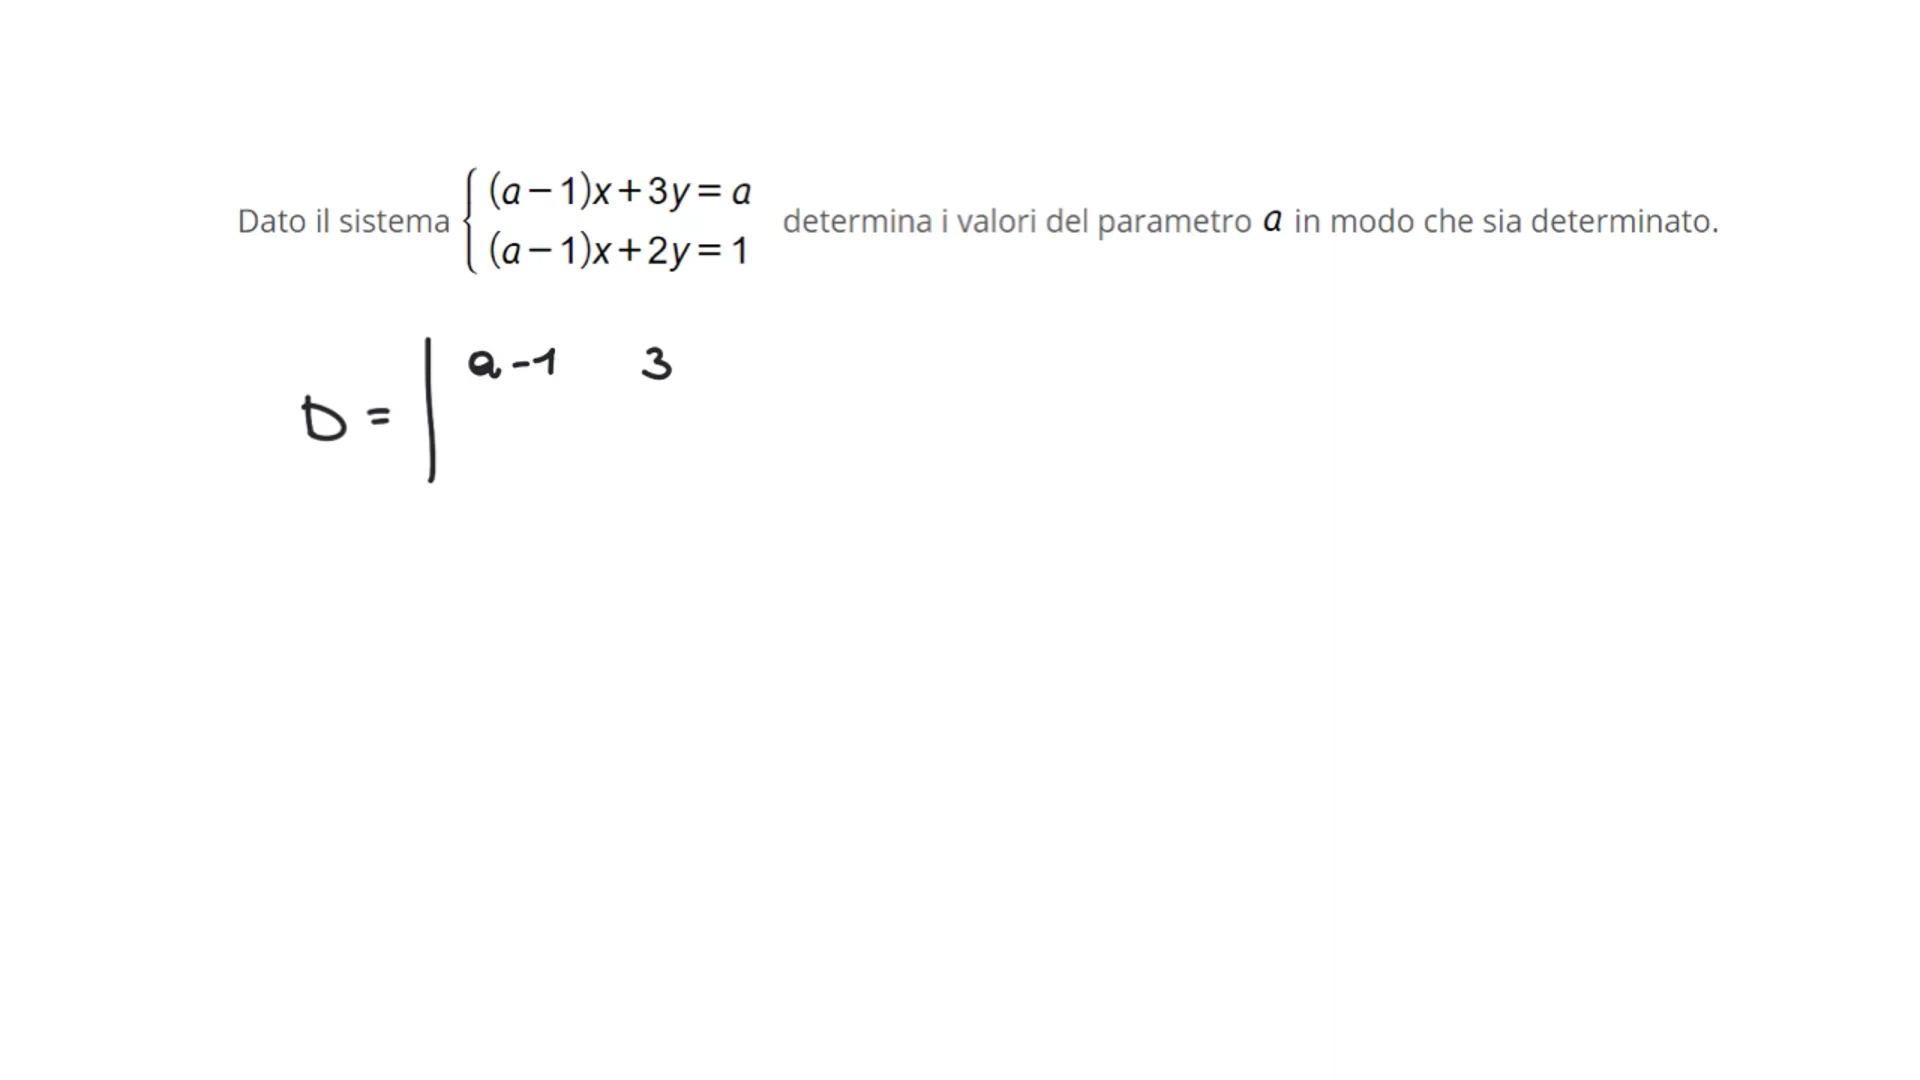 Dato il sistema { (a−1)x+3y=a determina i valori del parametro a in modo che sia determinato.
(a−1)x+2y=1
D = | a-1 3